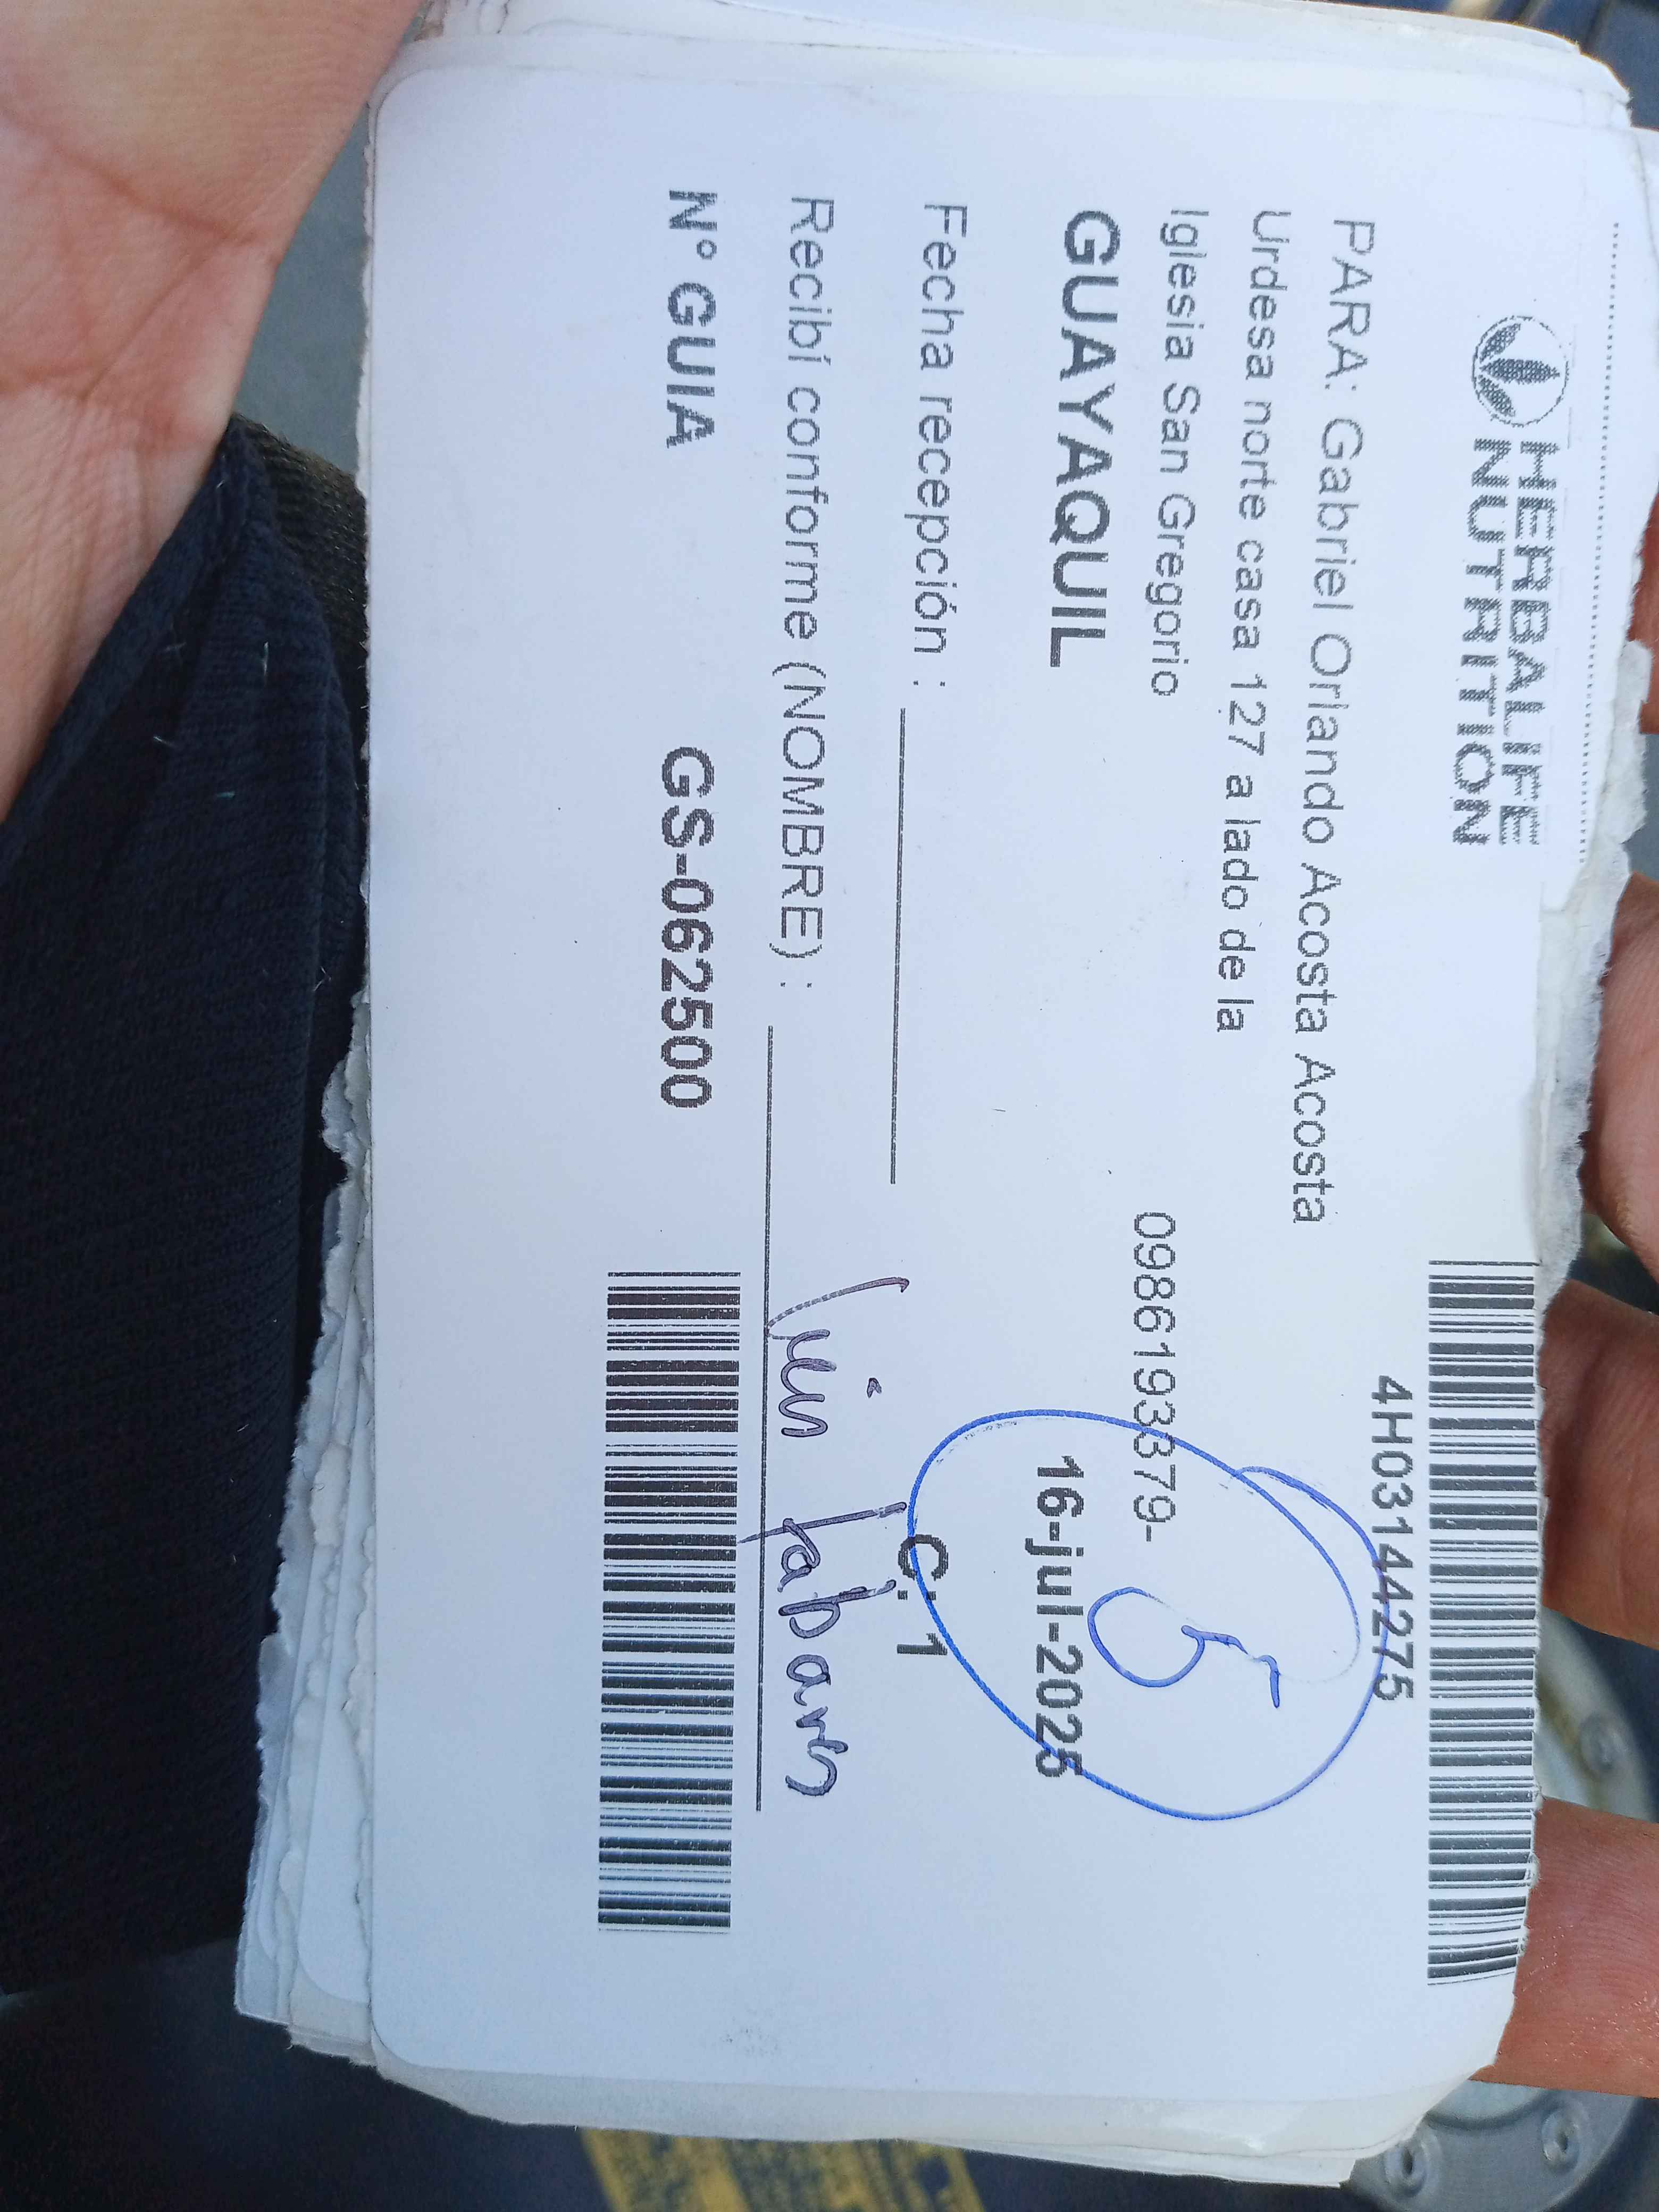 HERBALIFE
NUTRITION
4H03144275
PARA: Gabriel Orlando Acosta Acosta
Urdesa norte casa 127 a lado de la
Iglesia San Gregorio
0986193379-
5
GUAYAQUIL
16-jul-2025
Fecha recepción :
C: 1
Recibí conforme (NOMBRE) :
N° GUIA
GS-062500